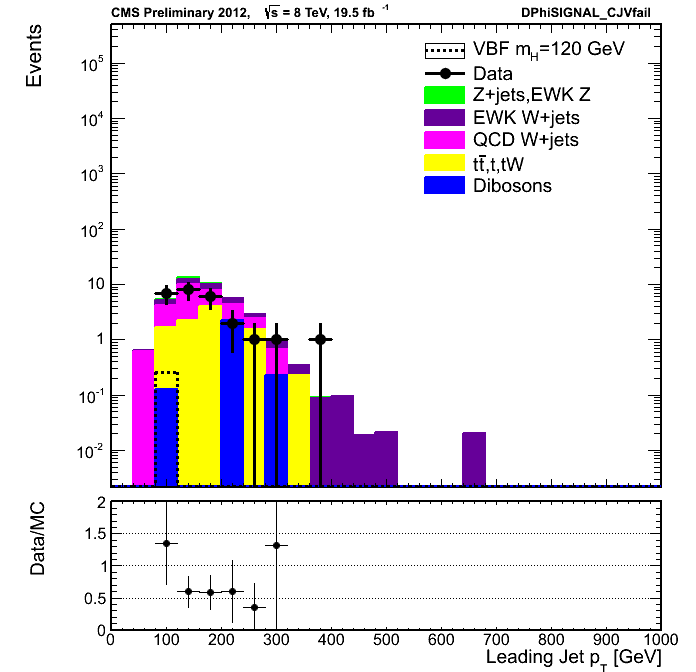 CMS Preliminary 2012, √s = 8 TeV, 19.5 fb⁻¹ DPhiSIGNAL_CJVfail
Events
VBF m_H=120 GeV
Data
Z+jets,EWK Z
EWK W+jets
QCD W+jets
tt̄,t,tW
Dibosons
10⁵
10⁴
10³
10²
10
1
10⁻¹
10⁻²
Data/MC
2
1.5
1
0.5
0
0 100 200 300 400 500 600 700 800 900 1000
Leading Jet p_T [GeV]